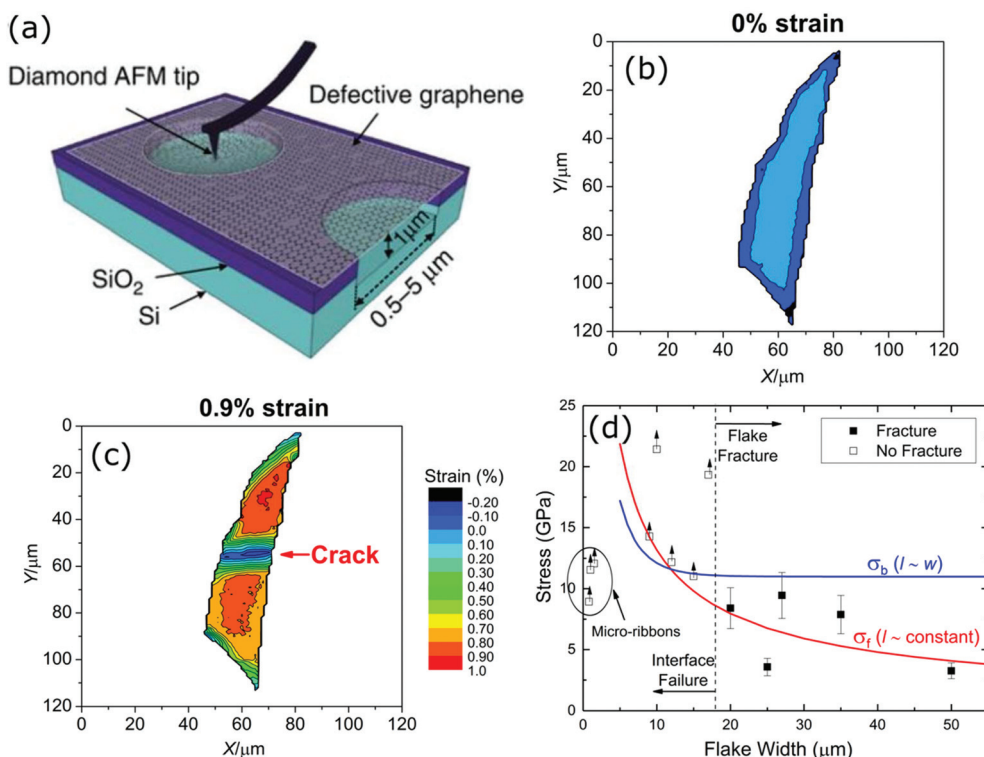 (a)
Diamond AFM tip
Defective graphene
1μm
0.5–5 μm
SiO2
Si
0% strain
(b)
0
20
40
60
80
100
120
Y/μm
0 20 40 60 80 100 120
X/μm
0.9% strain
(c)
0
20
40
60
80
100
120
Y/μm
0 20 40 60 80 100 120
X/μm
Crack
Strain (%)
-0.20
-0.10
0.0
0.10
0.20
0.30
0.40
0.50
0.60
0.70
0.80
0.90
1.0
(d)
25
20
15
10
5
0
Stress (GPa)
Flake
Fracture
Fracture
No Fracture
σb (l ~ w)
Micro-ribbons
σf (l ~ constant)
Interface
Failure
0 10 20 30 40 50
Flake Width (μm)